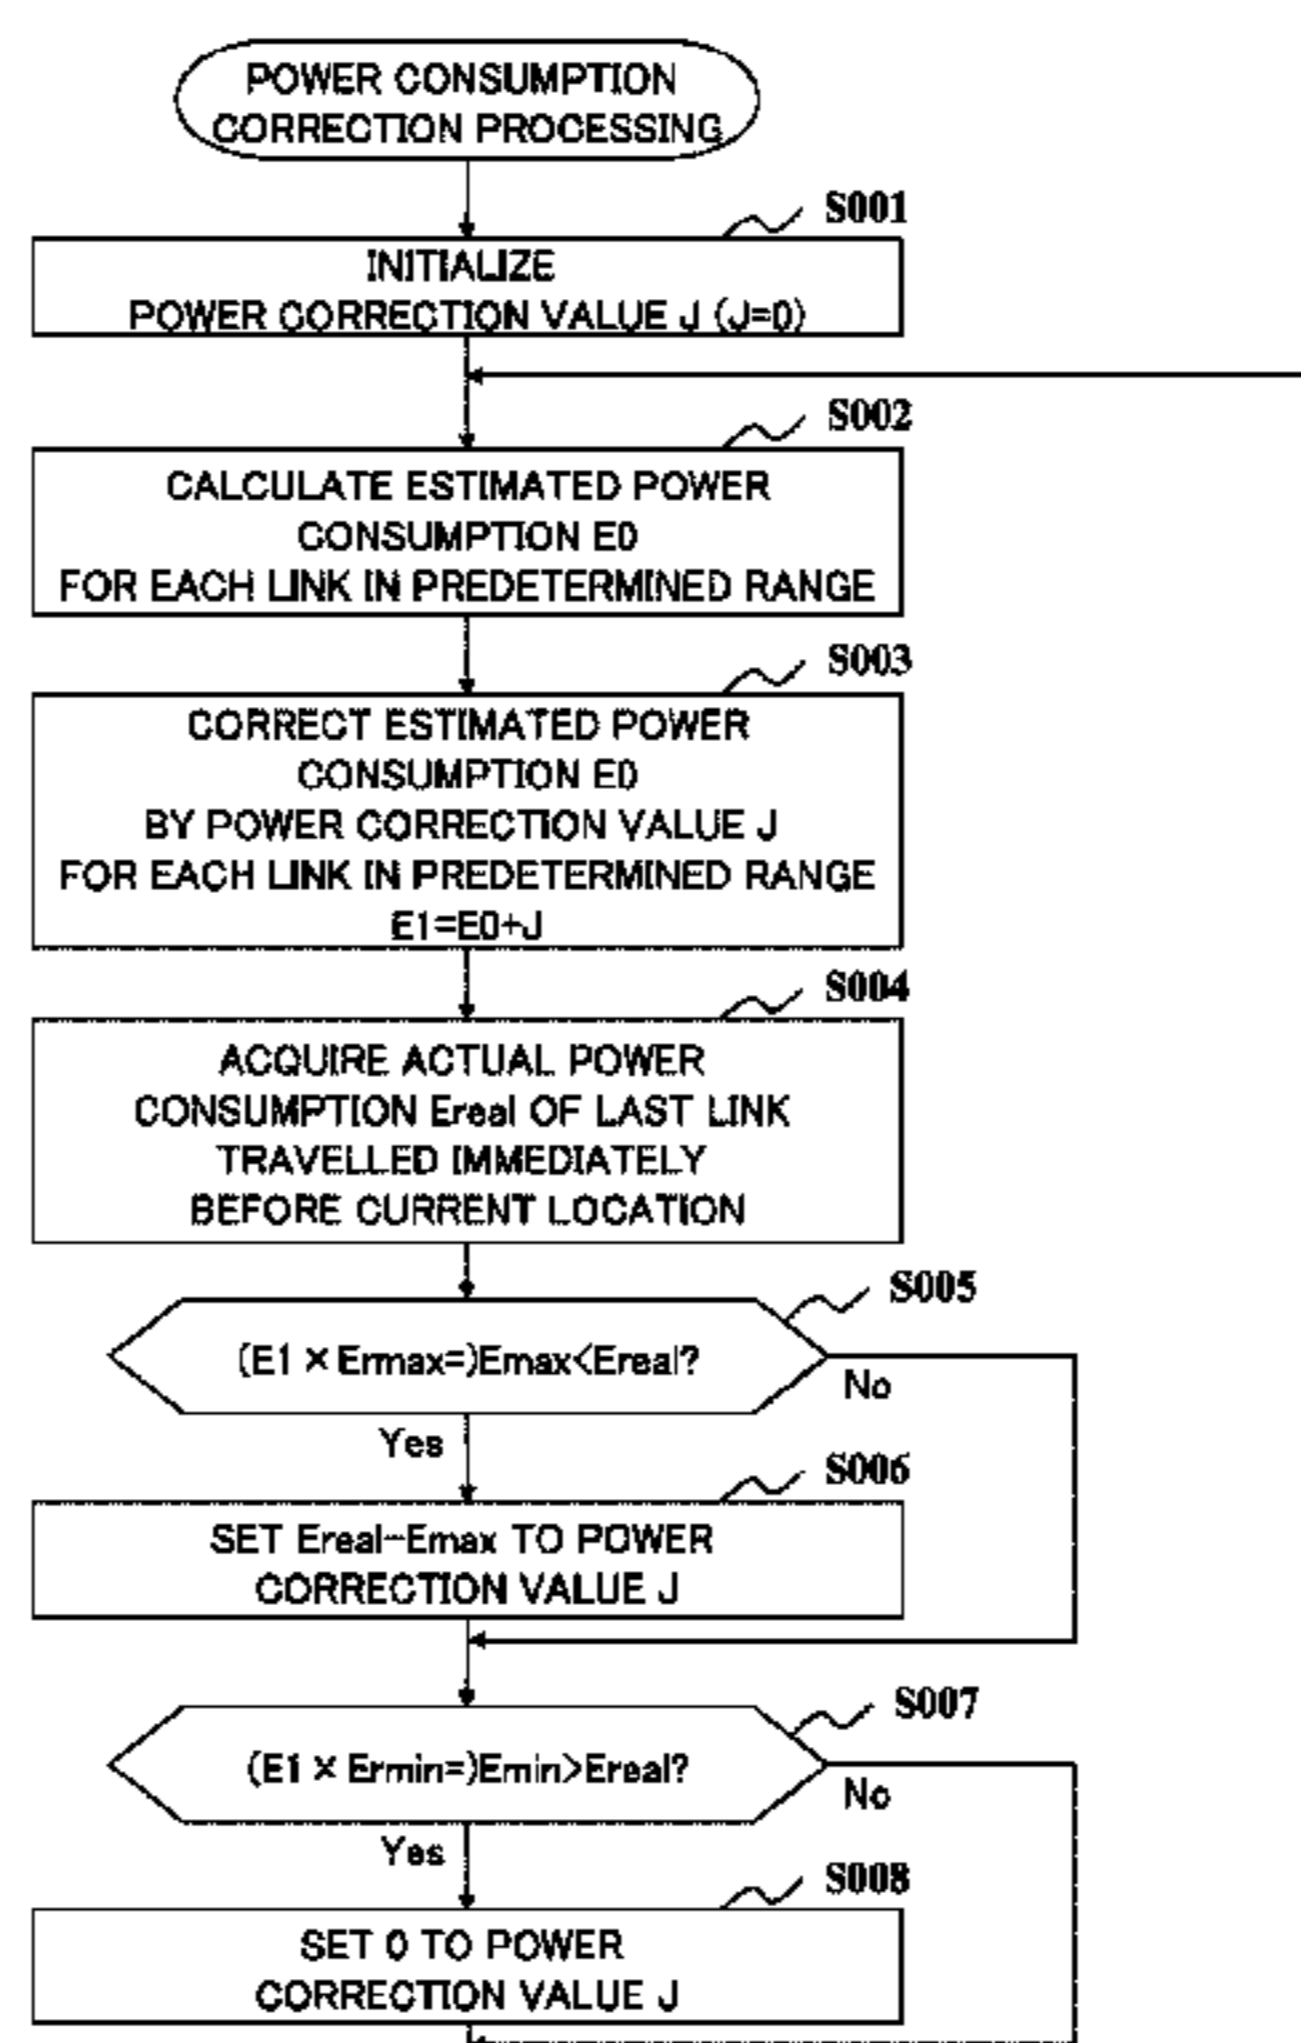 POWER CONSUMPTION
CORRECTION PROCESSING
S001
INITIALIZE
POWER CORRECTION VALUE J (J=0)
S002
CALCULATE ESTIMATED POWER
CONSUMPTION E0
FOR EACH LINK IN PREDETERMINED RANGE
S003
CORRECT ESTIMATED POWER
CONSUMPTION E0
BY POWER CORRECTION VALUE J
FOR EACH LINK IN PREDETERMINED RANGE
E1=E0+J
S004
ACQUIRE ACTUAL POWER
CONSUMPTION Ereal OF LAST LINK
TRAVELLED IMMEDIATELY
BEFORE CURRENT LOCATION
S005
(E1 × Ermax=)Emax<Ereal?
No
Yes
S006
SET Ereal-Emax TO POWER
CORRECTION VALUE J
S007
(E1 × Ermin=)Emin>Ereal?
No
Yes
S008
SET 0 TO POWER
CORRECTION VALUE J